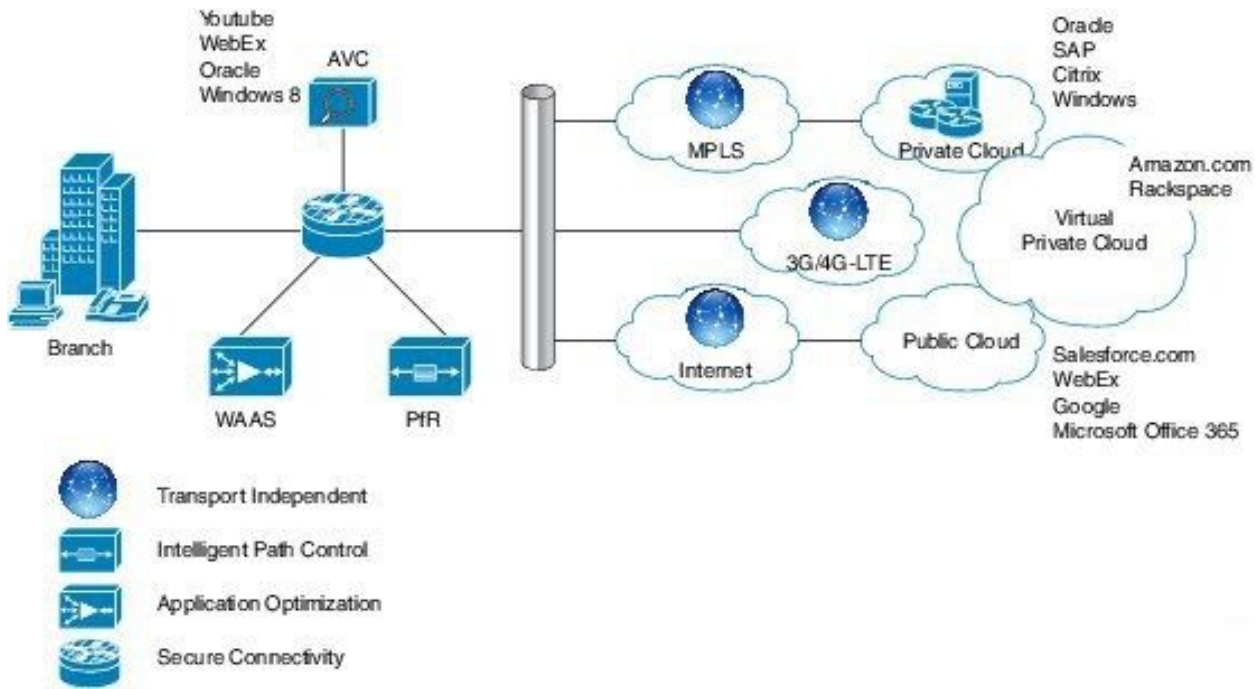 Youtube
WebEx
Oracle
Windows 8
AVC
Branch
WAAS
PfR
MPLS
Private Cloud
Oracle
SAP
Citrix
Windows
Amazon.com
Rackspace
Virtual
Private Cloud
3G/4G-LTE
Internet
Public Cloud
Salesforce.com
WebEx
Google
Microsoft Office 365
Transport Independent
Intelligent Path Control
Application Optimization
Secure Connectivity